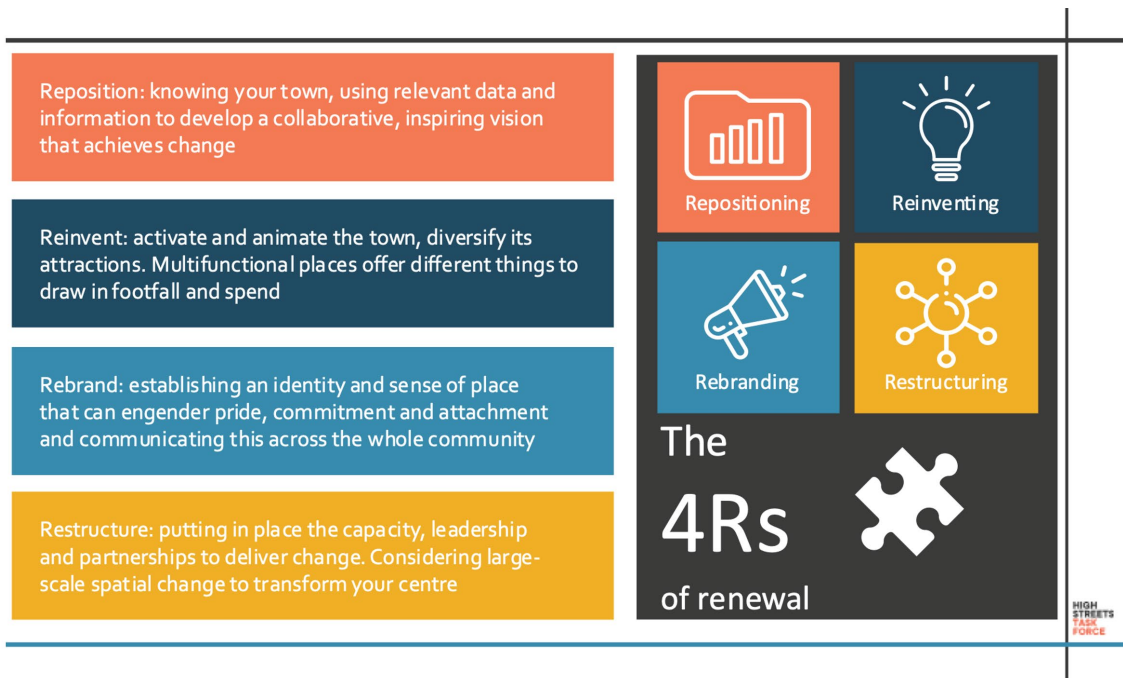 Reposition: knowing your town, using relevant data and
information to develop a collaborative, inspiring vision
that achieves change
Reinvent: activate and animate the town, diversify its
attractions. Multifunctional places offer different things to
draw in footfall and spend
Rebrand: establishing an identity and sense of place
that can engender pride, commitment and attachment
and communicating this across the whole community
Restructure: putting in place the capacity, leadership
and partnerships to deliver change. Considering large-
scale spatial change to transform your centre
Repositioning
Reinventing
Rebranding
Restructuring
The
4Rs
of renewal
HIGH
STREETS
TASK
FORCE